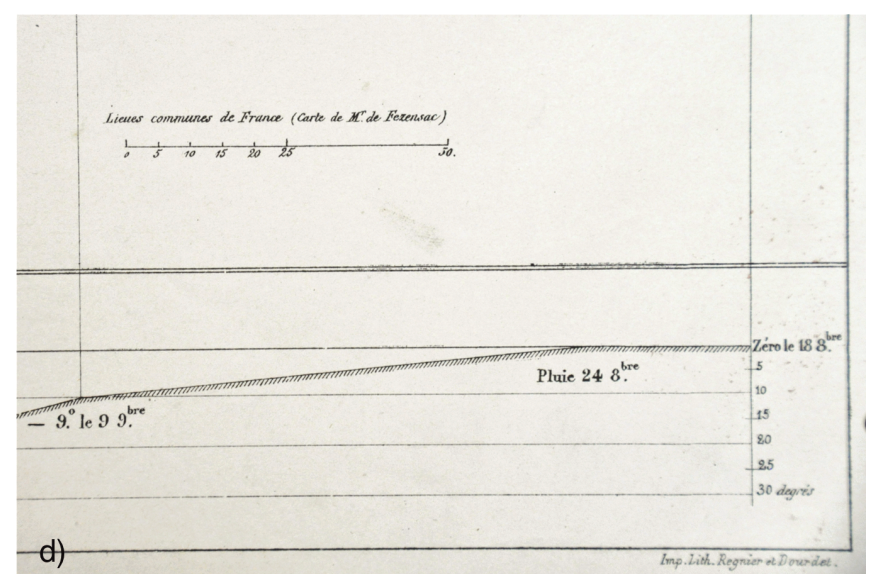 Lieues communes de France (Carte de Mr. de Fezensac)
0 5 10 15 20 25 50.
Zéro le 18 8.bre
5
Pluie 24 8.bre
10
— 9.° le 9 9.bre
15
20
25
30 degrés
d)
Imp. Lith. Regnier et Dourdet.